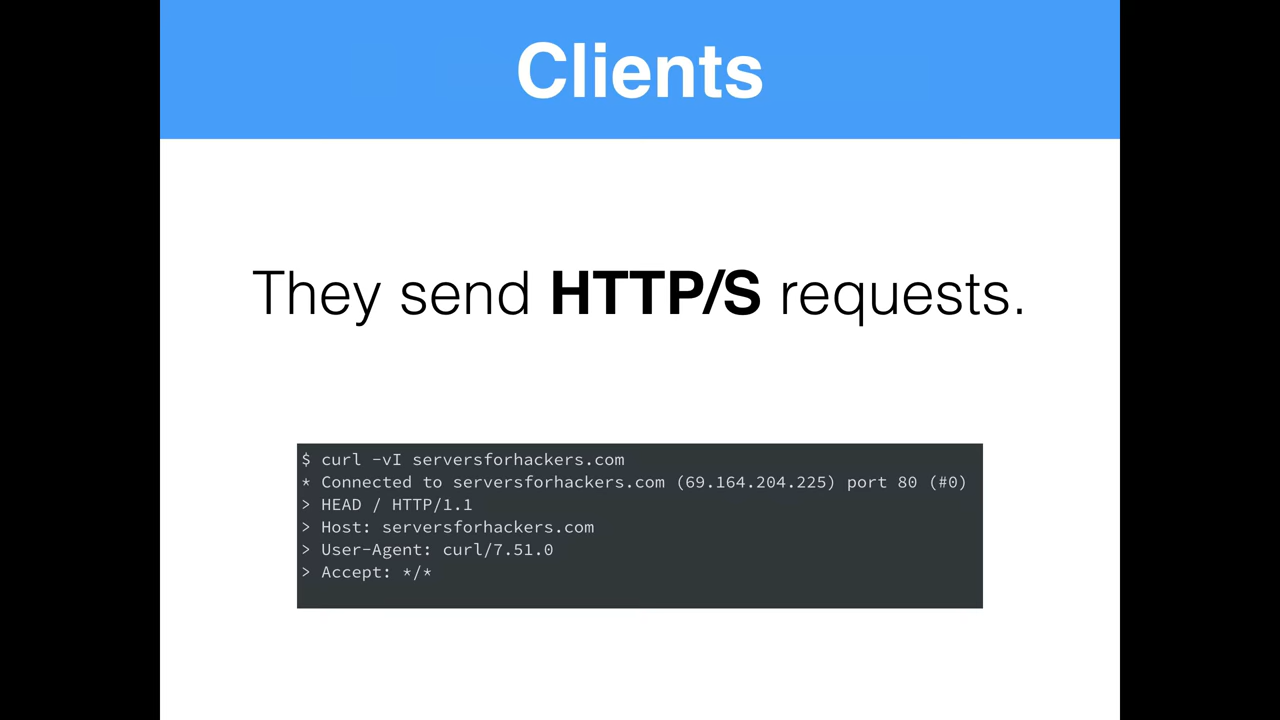 Clients
They send HTTP/S requests.
$ curl -vI serversforhackers.com
* Connected to serversforhackers.com (69.164.204.225) port 80 (#0)
> HEAD / HTTP/1.1
> Host: serversforhackers.com
> User-Agent: curl/7.51.0
> Accept: */*